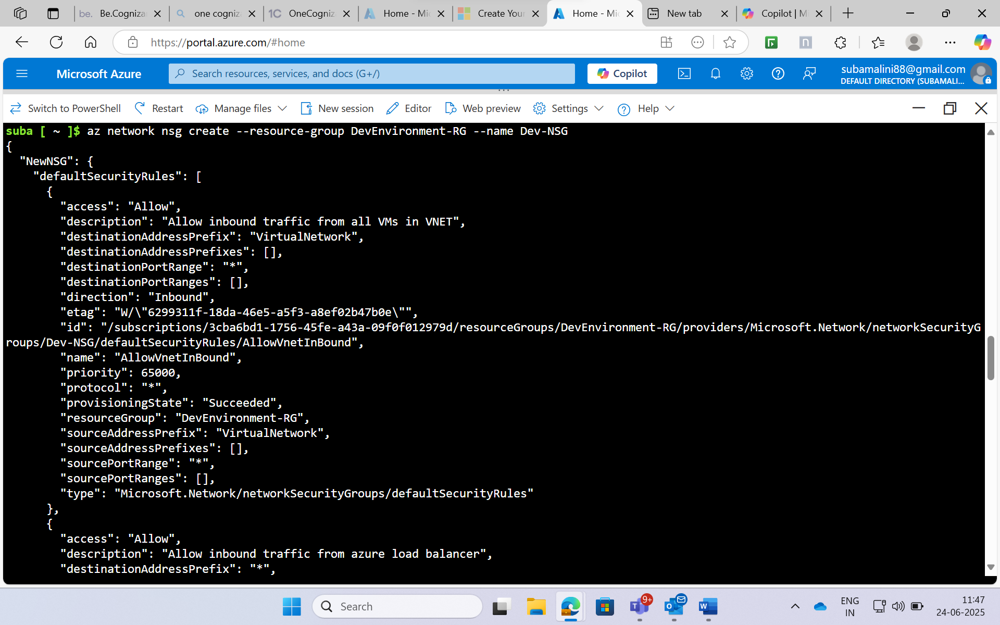 be. Be.Cogniza
one cogniza
1C OneCogniz
Home - Mi
Create You
Home - Mi
New tab
Copilot | M
https://portal.azure.com/#home
n
Microsoft Azure
Search resources, services, and docs (G+/)
Copilot
subamalini88@gmail.com
DEFAULT DIRECTORY (SUBAMALI...
Switch to PowerShell
Restart
Manage files
New session
Editor
Web preview
Settings
Help
suba [ ~ ]$ az network nsg create --resource-group DevEnvironment-RG --name Dev-NSG
{
"NewNSG": {
"defaultSecurityRules": [
{
"access": "Allow",
"description": "Allow inbound traffic from all VMs in VNET",
"destinationAddressPrefix": "VirtualNetwork",
"destinationAddressPrefixes": [],
"destinationPortRange": "*",
"destinationPortRanges": [],
"direction": "Inbound",
"etag": "W/\"6299311f-18da-46e5-a5f3-a8ef02b47b0e\"",
"id": "/subscriptions/3cba6bd1-1756-45fe-a43a-09f0f012979d/resourceGroups/DevEnvironment-RG/providers/Microsoft.Network/networkSecurityG
roups/Dev-NSG/defaultSecurityRules/AllowVnetInBound",
"name": "AllowVnetInBound",
"priority": 65000,
"protocol": "*",
"provisioningState": "Succeeded",
"resourceGroup": "DevEnvironment-RG",
"sourceAddressPrefix": "VirtualNetwork",
"sourceAddressPrefixes": [],
"sourcePortRange": "*",
"sourcePortRanges": [],
"type": "Microsoft.Network/networkSecurityGroups/defaultSecurityRules"
},
{
"access": "Allow",
"description": "Allow inbound traffic from azure load balancer",
"destinationAddressPrefix": "*",
Search
9+
ENG
IN
11:47
24-06-2025